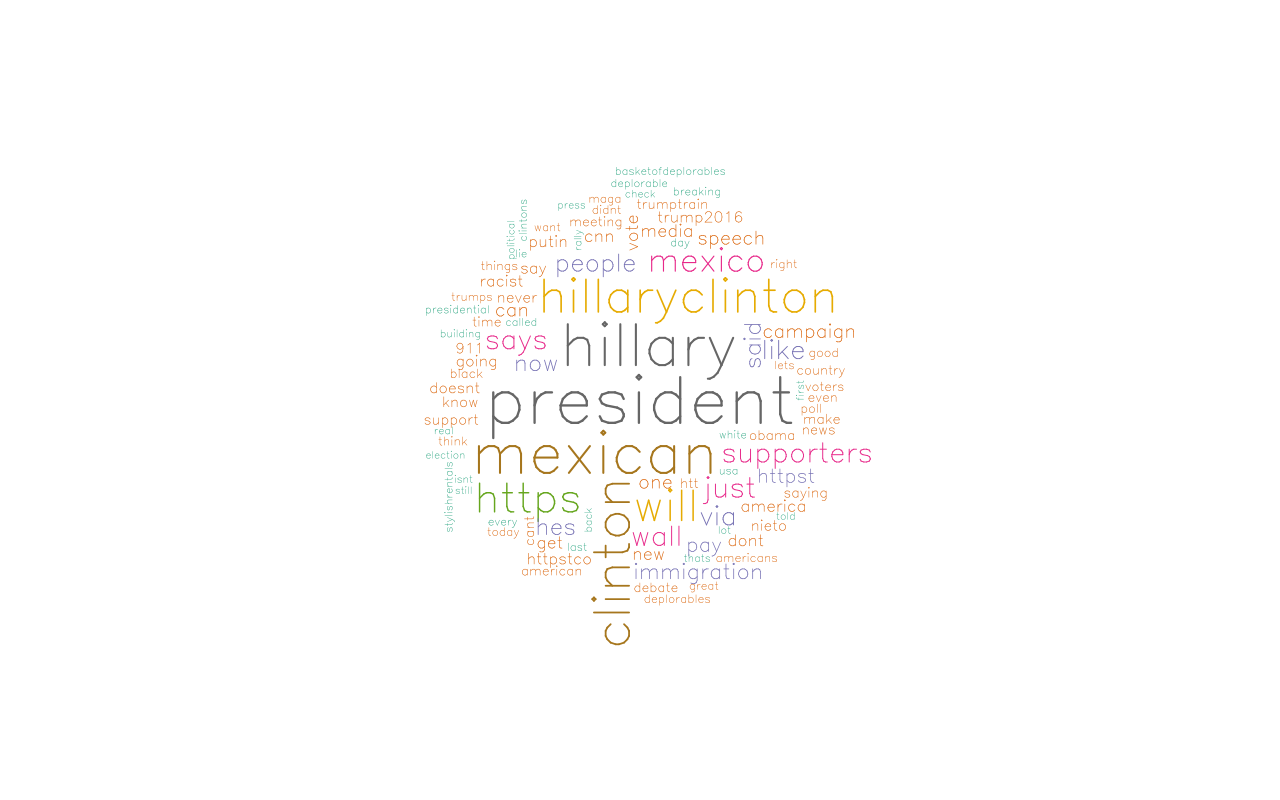 basketofdeplorables
deplorable
check
breaking
maga
press
didnt
trumptrain
clintons
political
want
meeting
vote
trump2016
putin
rally
cnn
media
day
speech
lie
things
say
people
mexico
right
racist
trumps
never
hillaryclinton
presidential
can
time
called
building
says
hillary
said
campaign
911
going
now
like
good
black
lets
country
doesnt
president
first
voters
even
know
poll
support
make
real
news
think
white
obama
election
mexican
supporters
usa
stylishrentals
isnt
still
https
clinton
one
htt
will
just
httpst
saying
america
every
today
cant
hes
back
via
told
nieto
lot
get
last
wall
pay
dont
httpstco
new
thats
americans
american
immigration
debate
great
deplorables